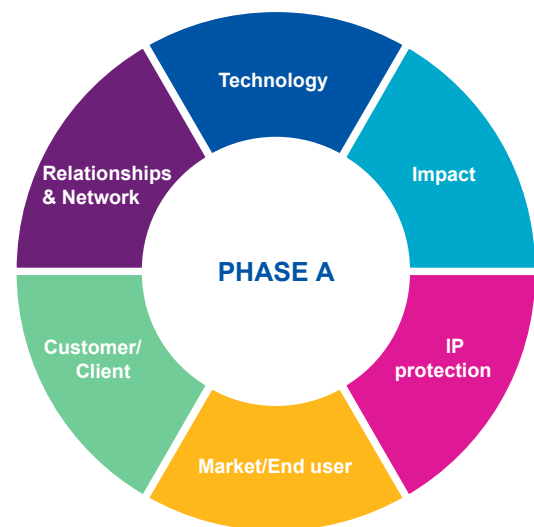 Technology
Impact
IP
protection
Market/End user
Customer/
Client
Relationships
& Network
PHASE A